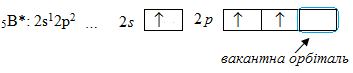 ₅B*: 2s¹2p² ... 2s ↑ 2p ↑ ↑
вакантна орбіталь